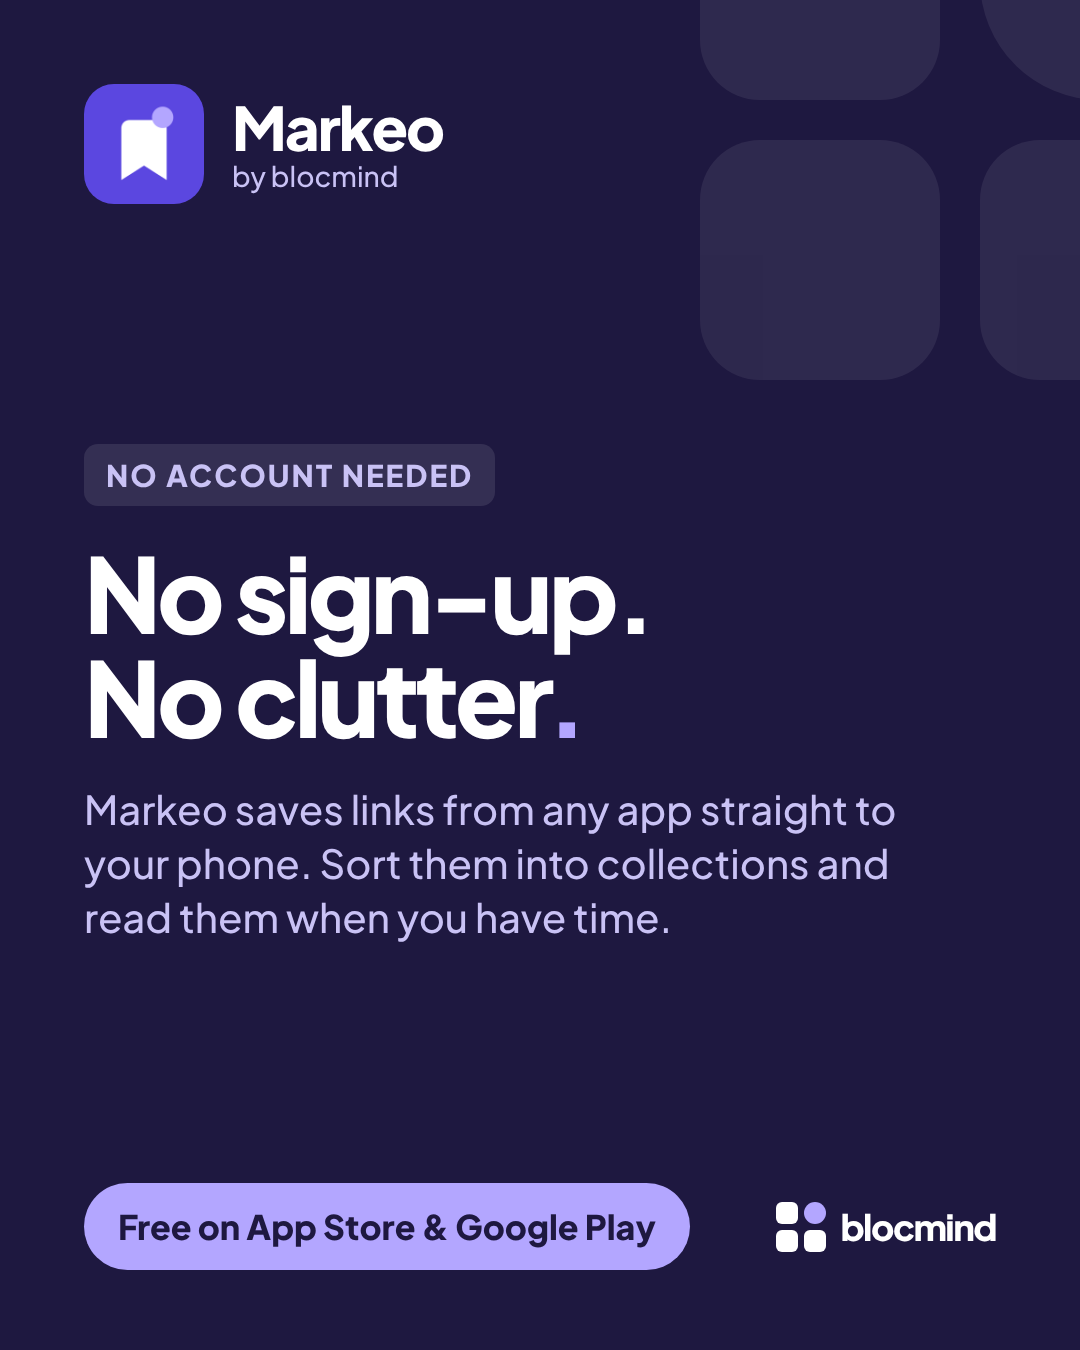 Markeo
by blocmind
NO ACCOUNT NEEDED
No sign-up.
No clutter.
Markeo saves links from any app straight to
your phone. Sort them into collections and
read them when you have time.
Free on App Store & Google Play
blocmind